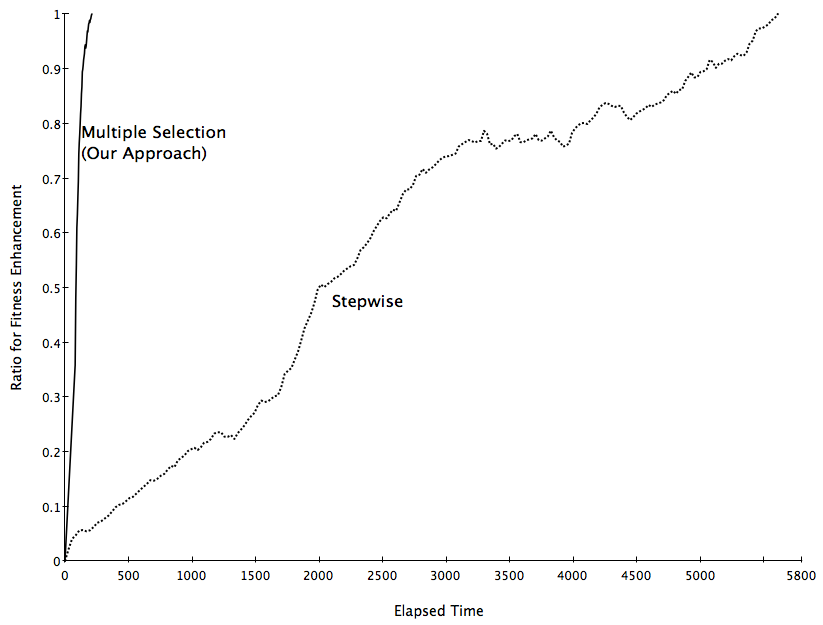 1
0.9
0.8
Multiple Selection
(Our Approach)
0.7
0.6
0.5
Stepwise
0.4
0.3
0.2
0.1
0
Ratio for Fitness Enhancement
0 500 1000 1500 2000 2500 3000 3500 4000 4500 5000 5800
Elapsed Time